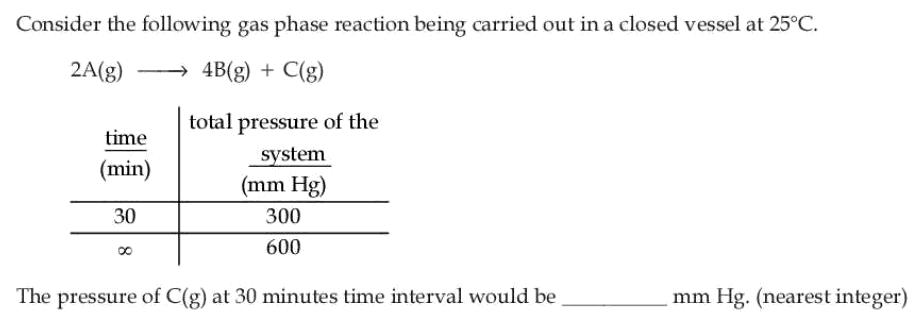 Consider the following gas phase reaction being carried out in a closed vessel at 25°C.
2A(g) ⟶ 4B(g) + C(g)
time
(min)
total pressure of the
system
(mm Hg)
30 300
∞ 600
The pressure of C(g) at 30 minutes time interval would be __________ mm Hg. (nearest integer)